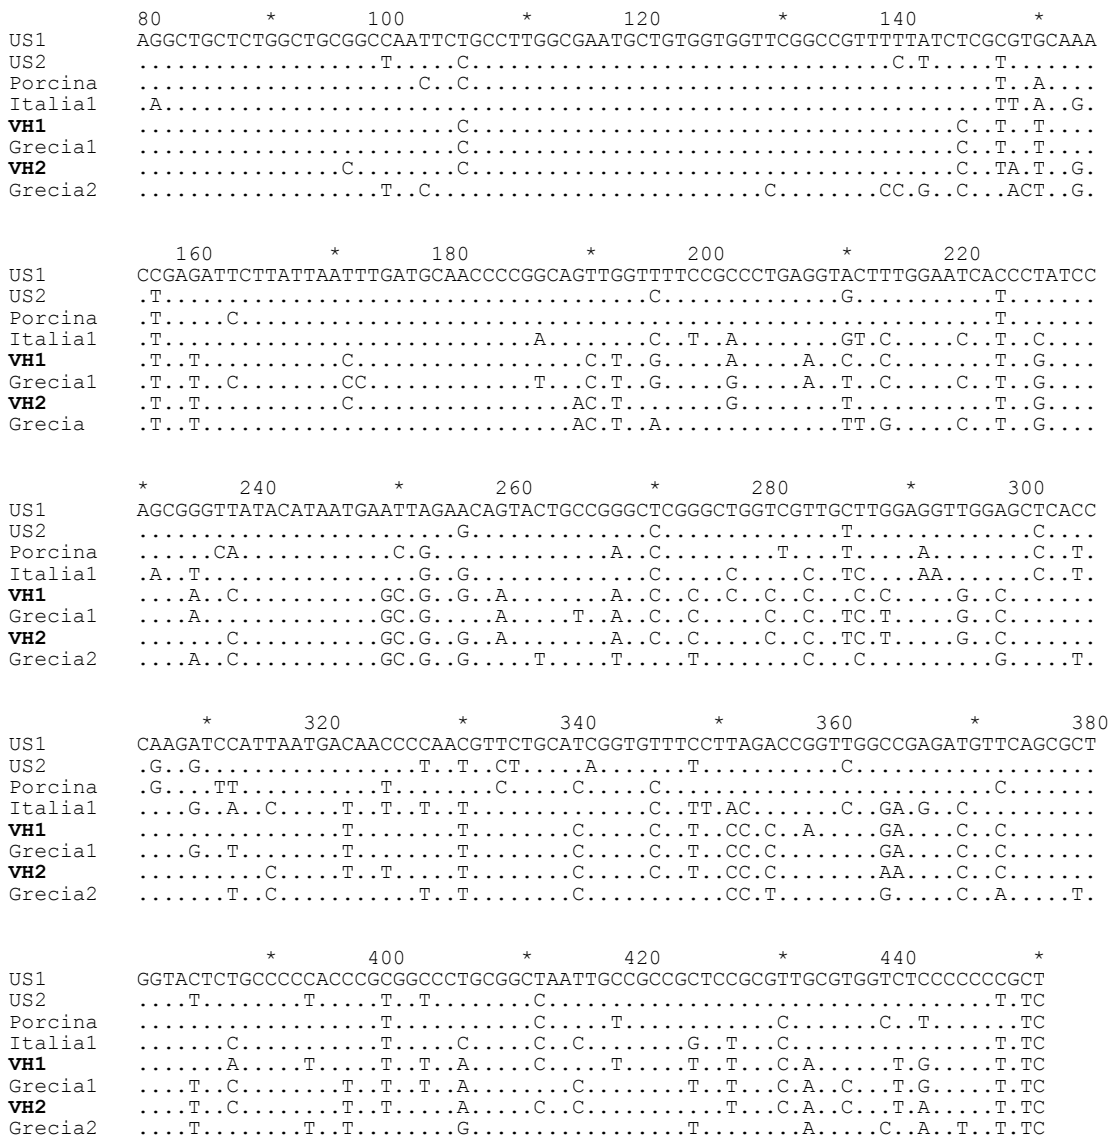 80 * 100 * 120 * 140 *
US1 AGGCTGCTCTGGCTGCGGCCAATTCTGCCTTGGCGAATGCTGTGGTGGTTCGGCCGTTTTTATCTCGCGTGCAAA
US2 ...................T.....C.................................C.T.....T.......
Porcina ......................C..C.........................................T..A....
Italia1 .A.................................................................TT.A..G.
VH1 .........................C......................................C..T..T....
Grecia1 .........................C......................................C..T..T....
VH2 ................C........C......................................C..TA.T..G.
Grecia2 ...................T..C..........................C........CC.G..C...ACT..G.
160 * 180 * 200 * 220
US1 CCGAGATTCTTATTAATTTGATGCAACCCCGGCAGTTGGTTTTCCGCCCTGAGGTACTTTGGAATCACCCTATCC
US2 .T......................................C..............G...........T.......
Porcina .T.....C...........................................................T.......
Italia1 .T.............................A........C..T..A........GT.C.....C..T..C....
VH1 .T..T...........C..................C.T..G.....A.....A..C..C........T..G....
Grecia1 .T..T..C........CC.............T...C.T..G.....G.....A..T..C.....C..T..G....
VH2 .T..T...........C.................AC.T........G........T...........T..G....
Grecia .T..T.............................AC.T..A..............TT.G.....C..T..G....
* 240 * 260 * 280 * 300
US1 AGCGGGTTATACATAATGAATTAGAACAGTACTGCCGGGCTCGGGCTGGTCGTTGCTTGGAGGTTGGAGCTCACC
US2 .........................G..............C..............T..............C....
Porcina ......CA............C.G..............A..C.........T....T.....A........C..T.
Italia1 .A..T.................G..G..............C.....C.....C..TC....AA.......C..T.
VH1 ....A..C...........GC.G..G..A........A..C..C..C..C..C...C.C.....G..C.......
Grecia1 ....A..............GC.G.....A.....T..A..C..C.....C..C..TC.T.....G..C.......
VH2 .......C...........GC.G..G..A........A..C..C.....C..C..TC.T.....G..C.......
Grecia2 ....A..C...........GC.G..G.....T.....T.....T........C...C..........G.....T.
* 320 * 340 * 360 * 380
US1 CAAGATCCATTAATGACAACCCCAACGTTCTGCATCGGTGTTTCCTTAGACCGGTTGGCCGAGATGTTCAGCGCT
US2 .G..G.................T..T..CT.....A.......T...........C...................
Porcina .G....TT...........T........C.....C.....C..........................C.......
Italia1 ....G..A..C.....T..T..T..T..............C..TT.AC.......C..GA.G..C..........
VH1 ................T........T........C.....C..T..CC.C..A.....GA....C..C.......
Grecia1 ....G..T........T........T........C.....C..T..CC.C........GA....C..C.......
VH2 ..........C.....T..T.....T........C.....C..T..CC.C........AA....C..C.......
Grecia2 .......T..C...........T..T........C...........CC.T........G.....C..A.....T.
* 400 * 420 * 440 *
US1 GGTACTCTGCCCCCACCCGCGGCCCTGCGGCTAATTGCCGCCGCTCCGCGTTGCGTGGTCTCCCCCCCGCT
US2 ....T........T.....T..T........C...................................T.TC
Porcina ...................T...........C.....T............C.......C..T.......TC
Italia1 .......C...........T.....C.....C..C........G..T...C................T.TC
VH1 .......A.....T.....T..T..A.....C.....T.....T..T...C.A......T.G.....T.TC
Grecia1 ....T..C........T..T..T..A........C........T..T...C.A..C...T.G.....T.TC
VH2 ....T..C........T..T.....A.....C..C...........T...C.A..C...T.A.....T.TC
Grecia2 ....T........T..T........G.................T........A.....C..A..T..T.TC